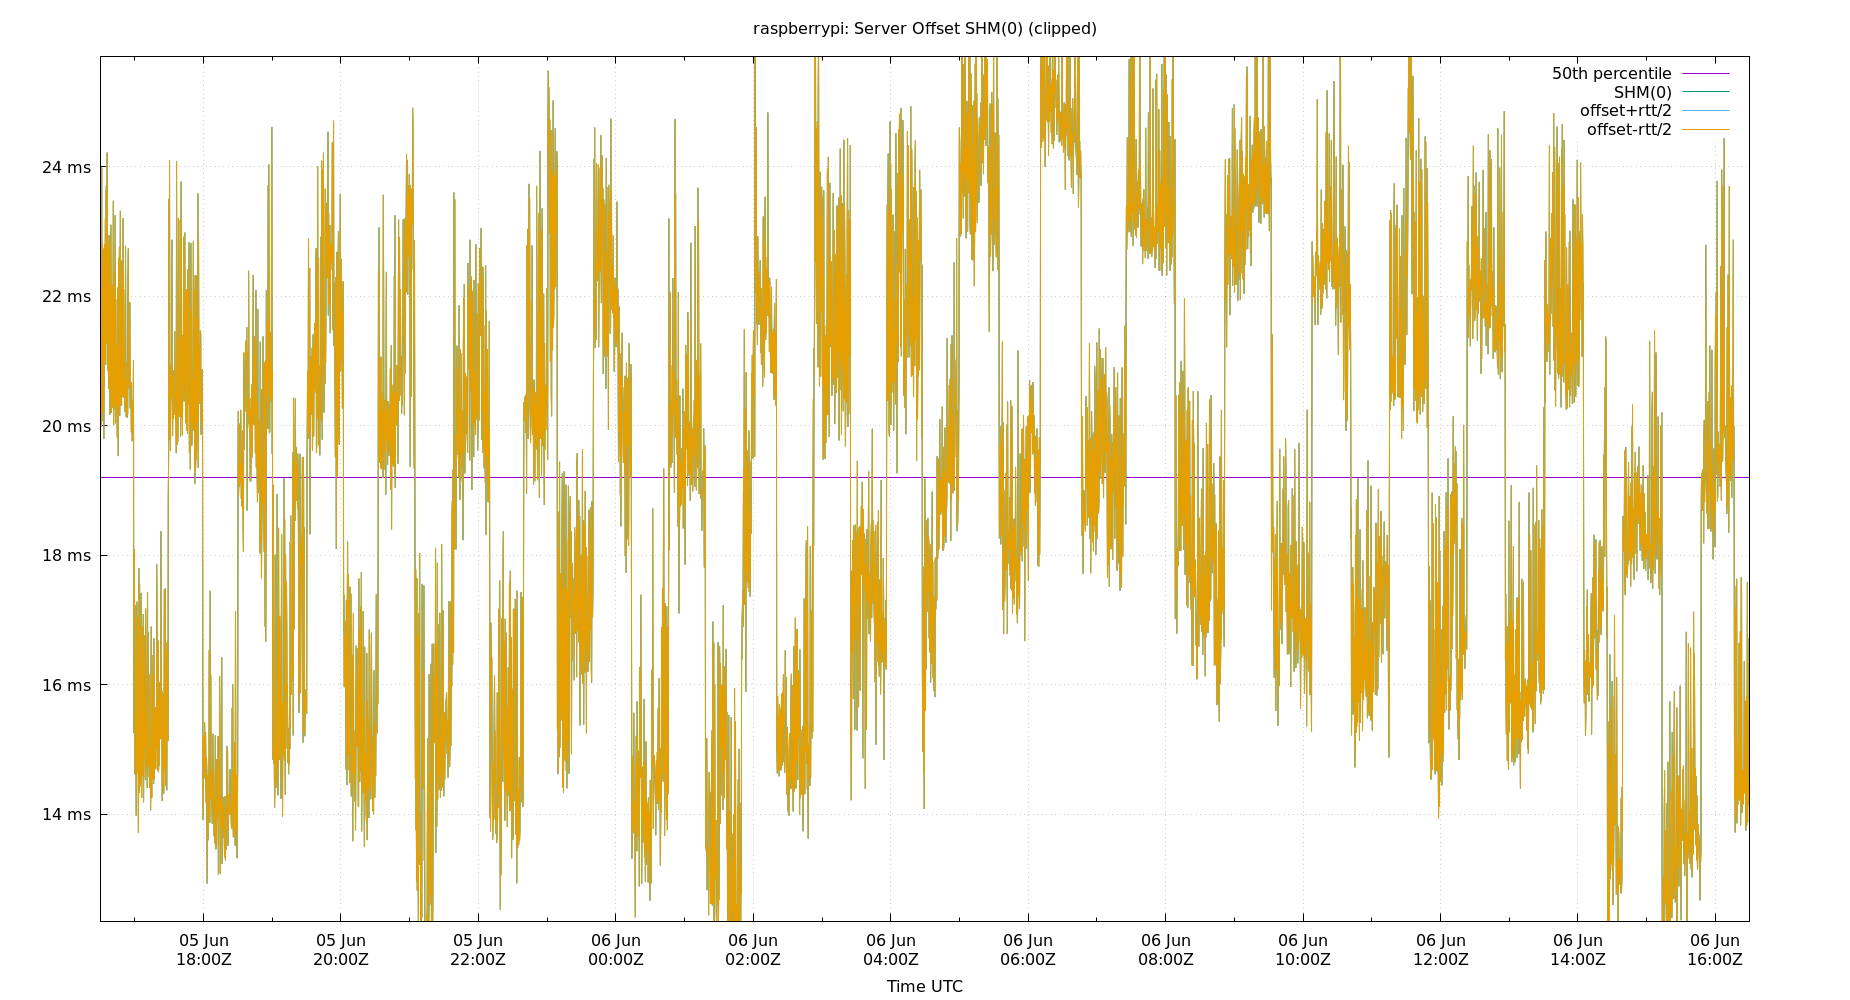 raspberrypi: Server Offset SHM(0) (clipped)
50th percentile
SHM(0)
offset+rtt/2
offset-rtt/2
24 ms
22 ms
20 ms
18 ms
16 ms
14 ms
05 Jun 05 Jun 05 Jun 06 Jun 06 Jun 06 Jun 06 Jun 06 Jun 06 Jun 06 Jun 06 Jun 06 Jun
18:00Z 20:00Z 22:00Z 00:00Z 02:00Z 04:00Z 06:00Z 08:00Z 10:00Z 12:00Z 14:00Z 16:00Z
Time UTC